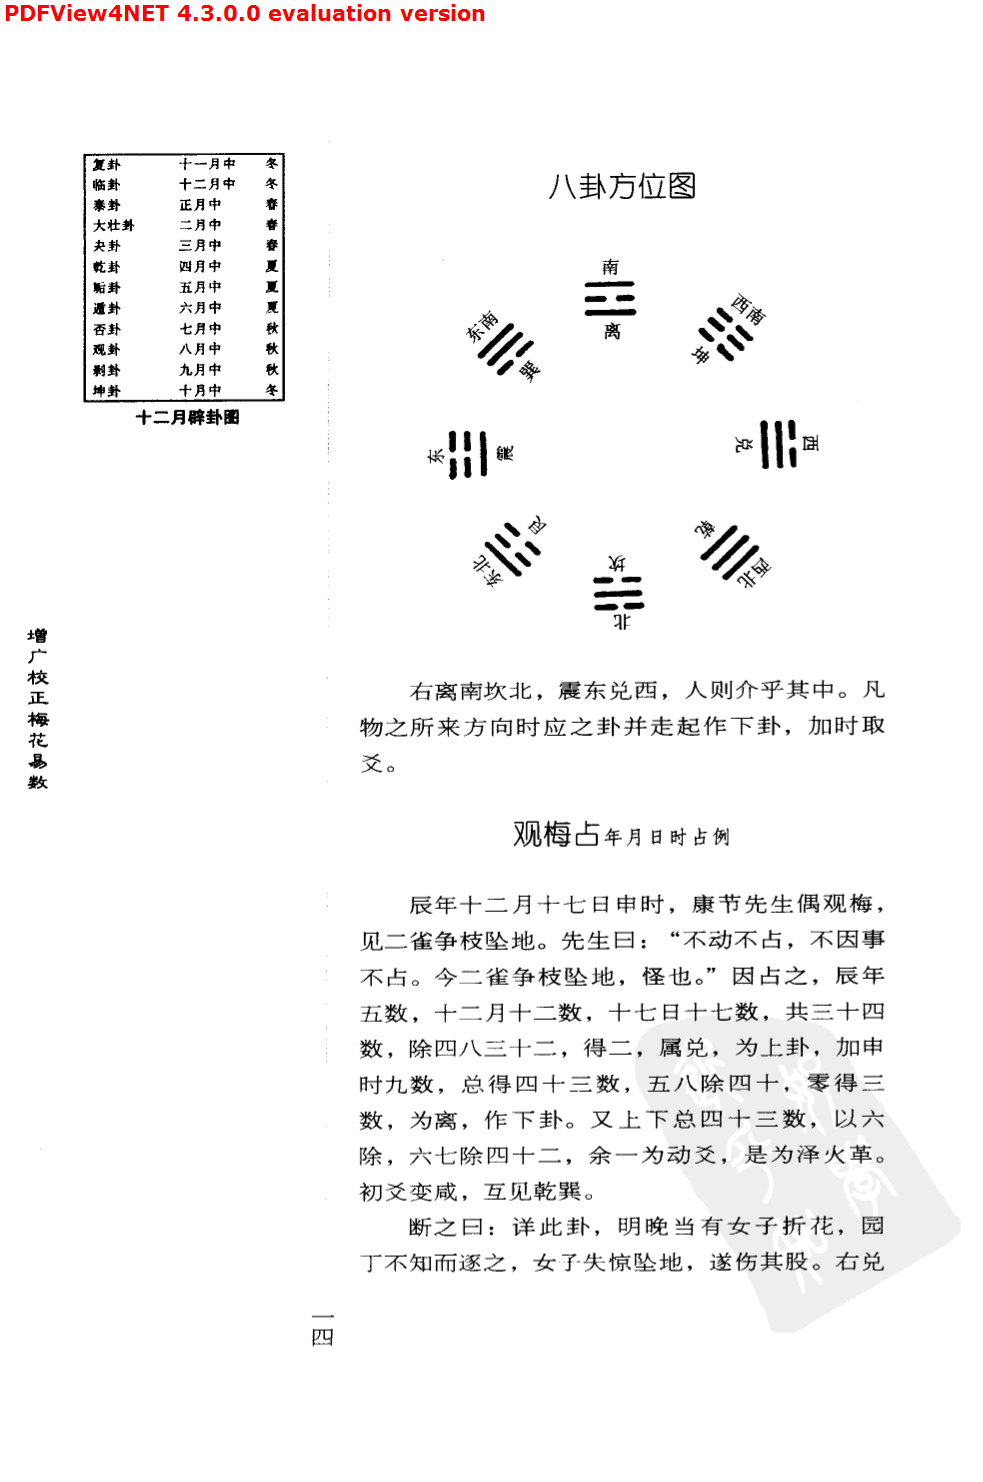 PDFView4NET 4.3.0.0 evaluation version
复卦 十一月中 冬
临卦 十二月中 冬
泰卦 正月中 春
大壮卦 二月中 春
夬卦 三月中 春
乾卦 四月中 夏
姤卦 五月中 夏
遁卦 六月中 夏
否卦 七月中 秋
观卦 八月中 秋
剥卦 九月中 秋
坤卦 十月中 冬
十二月辟卦图
增广校正梅花易数
八卦方位图
南
离
西南
坤
东南
巽
东
震
兑
西
艮
东北
坎
北
乾
西北
右离南坎北，震东兑西，人则介乎其中。凡
物之所来方向时应之卦并走起作下卦，加时取
爻。
观梅占年月日时占例
辰年十二月十七日申时，康节先生偶观梅，
见二雀争枝坠地。先生曰：“不动不占，不因事
不占。今二雀争枝坠地，怪也。”因占之，辰年
五数，十二月十二数，十七日十七数，共三十四
数，除四八三十二，得二，属兑，为上卦，加申
时九数，总得四十三数，五八除四十，零得三
数，为离，作下卦。又上下总四十三数，以六
除，六七除四十二，余一为动爻，是为泽火革。
初爻变咸，互见乾巽。
断之曰：详此卦，明晚当有女子折花，园
丁不知而逐之，女子失惊坠地，遂伤其股。右兑
一四